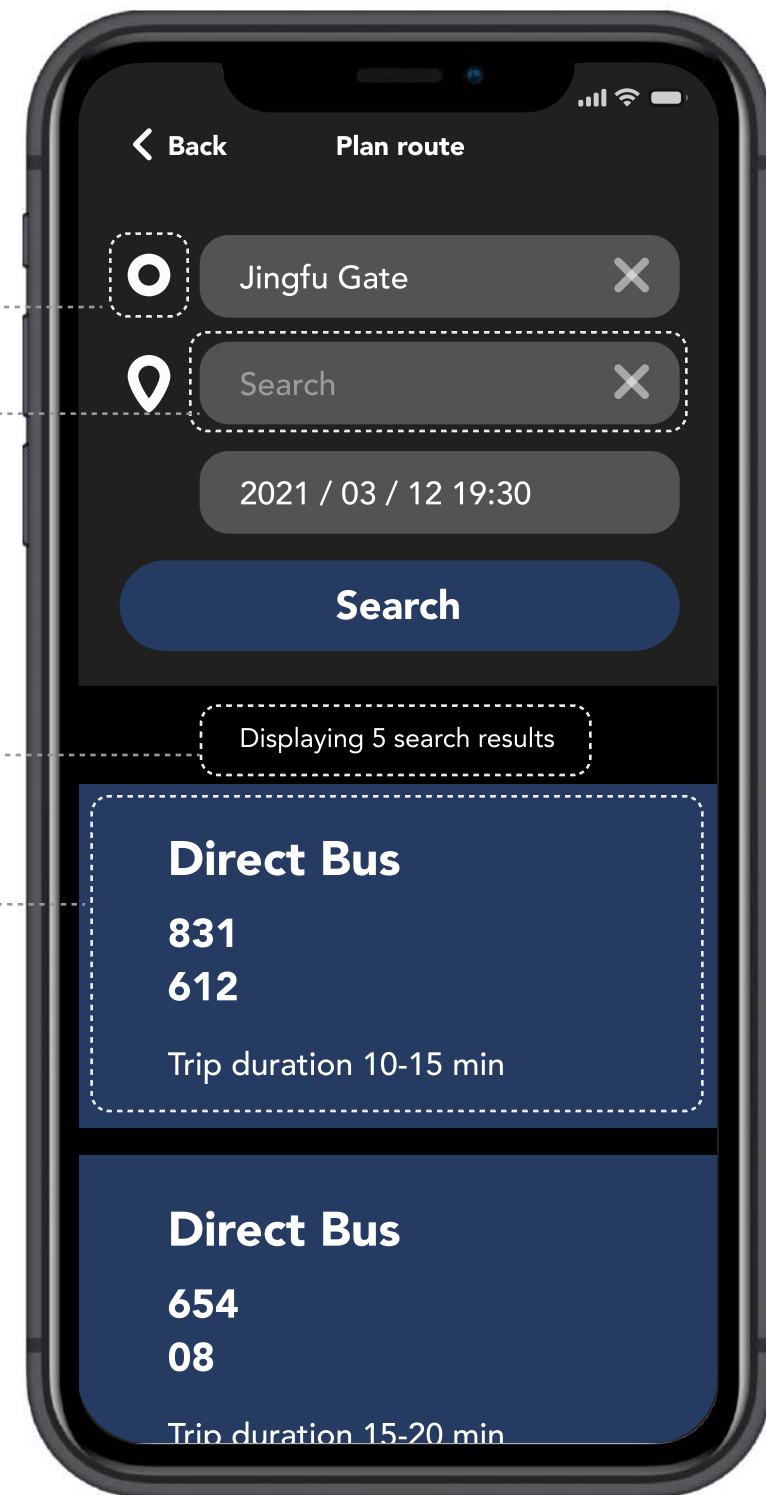 Back
Plan route
Jingfu Gate
Search
2021 / 03 / 12 19:30
Search
Displaying 5 search results
Direct Bus
831
612
Trip duration 10-15 min
Direct Bus
654
08
Trip duration 15-20 min